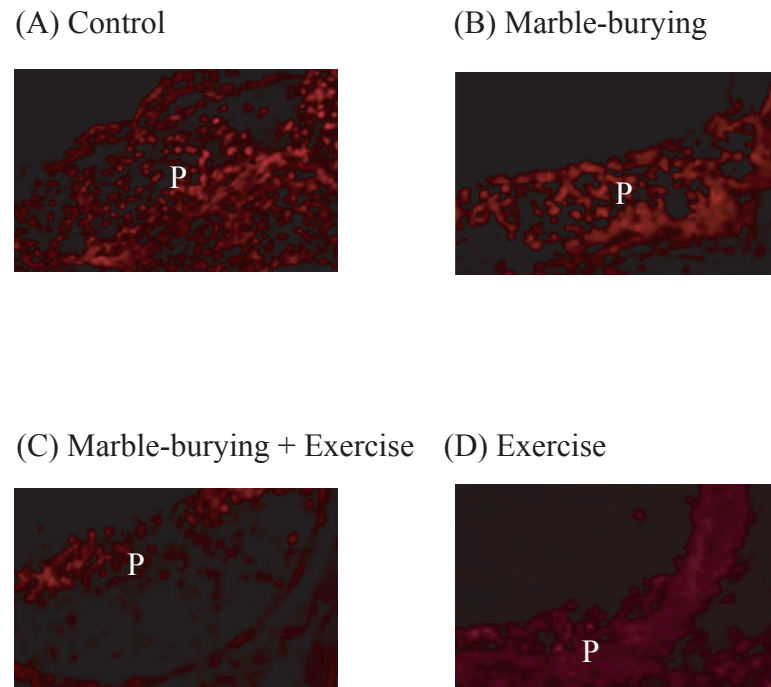 (A) Control
(B) Marble-burying
P
P
(C) Marble-burying + Exercise
(D) Exercise
P
P